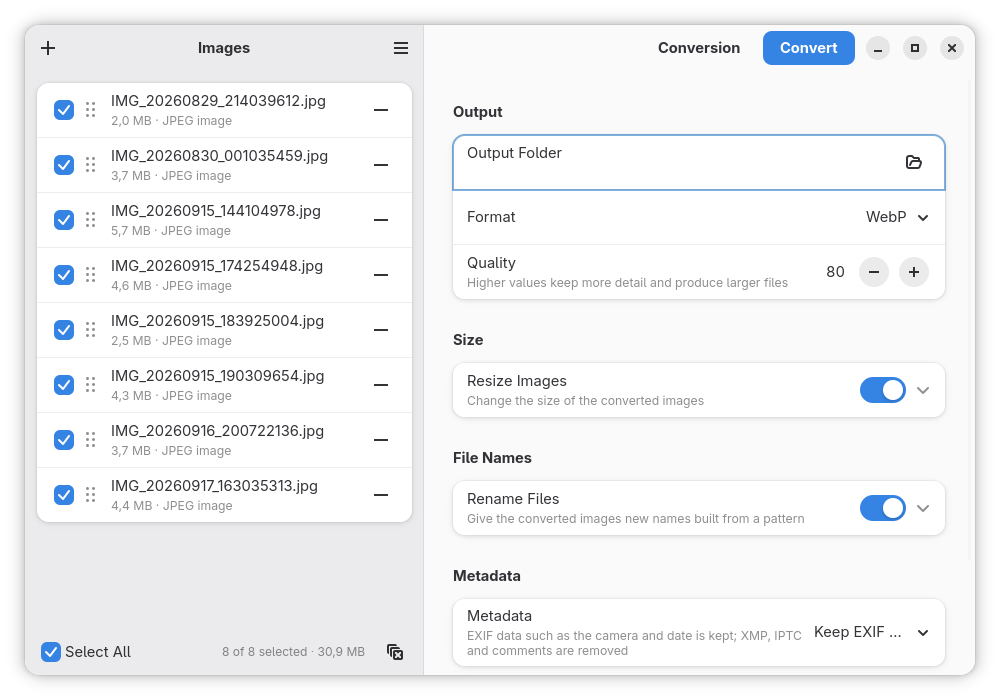 Images
IMG_20260829_214039612.jpg
2,0 MB · JPEG image
IMG_20260830_001035459.jpg
3,7 MB · JPEG image
IMG_20260915_144104978.jpg
5,7 MB · JPEG image
IMG_20260915_174254948.jpg
4,6 MB · JPEG image
IMG_20260915_183925004.jpg
2,5 MB · JPEG image
IMG_20260915_190309654.jpg
4,3 MB · JPEG image
IMG_20260916_200722136.jpg
3,7 MB · JPEG image
IMG_20260917_163035313.jpg
4,4 MB · JPEG image
Select All
8 of 8 selected · 30,9 MB
Conversion
Convert
Output
Output Folder
Format
WebP
Quality
Higher values keep more detail and produce larger files
80
Size
Resize Images
Change the size of the converted images
File Names
Rename Files
Give the converted images new names built from a pattern
Metadata
Metadata
EXIF data such as the camera and date is kept; XMP, IPTC
and comments are removed
Keep EXIF ...